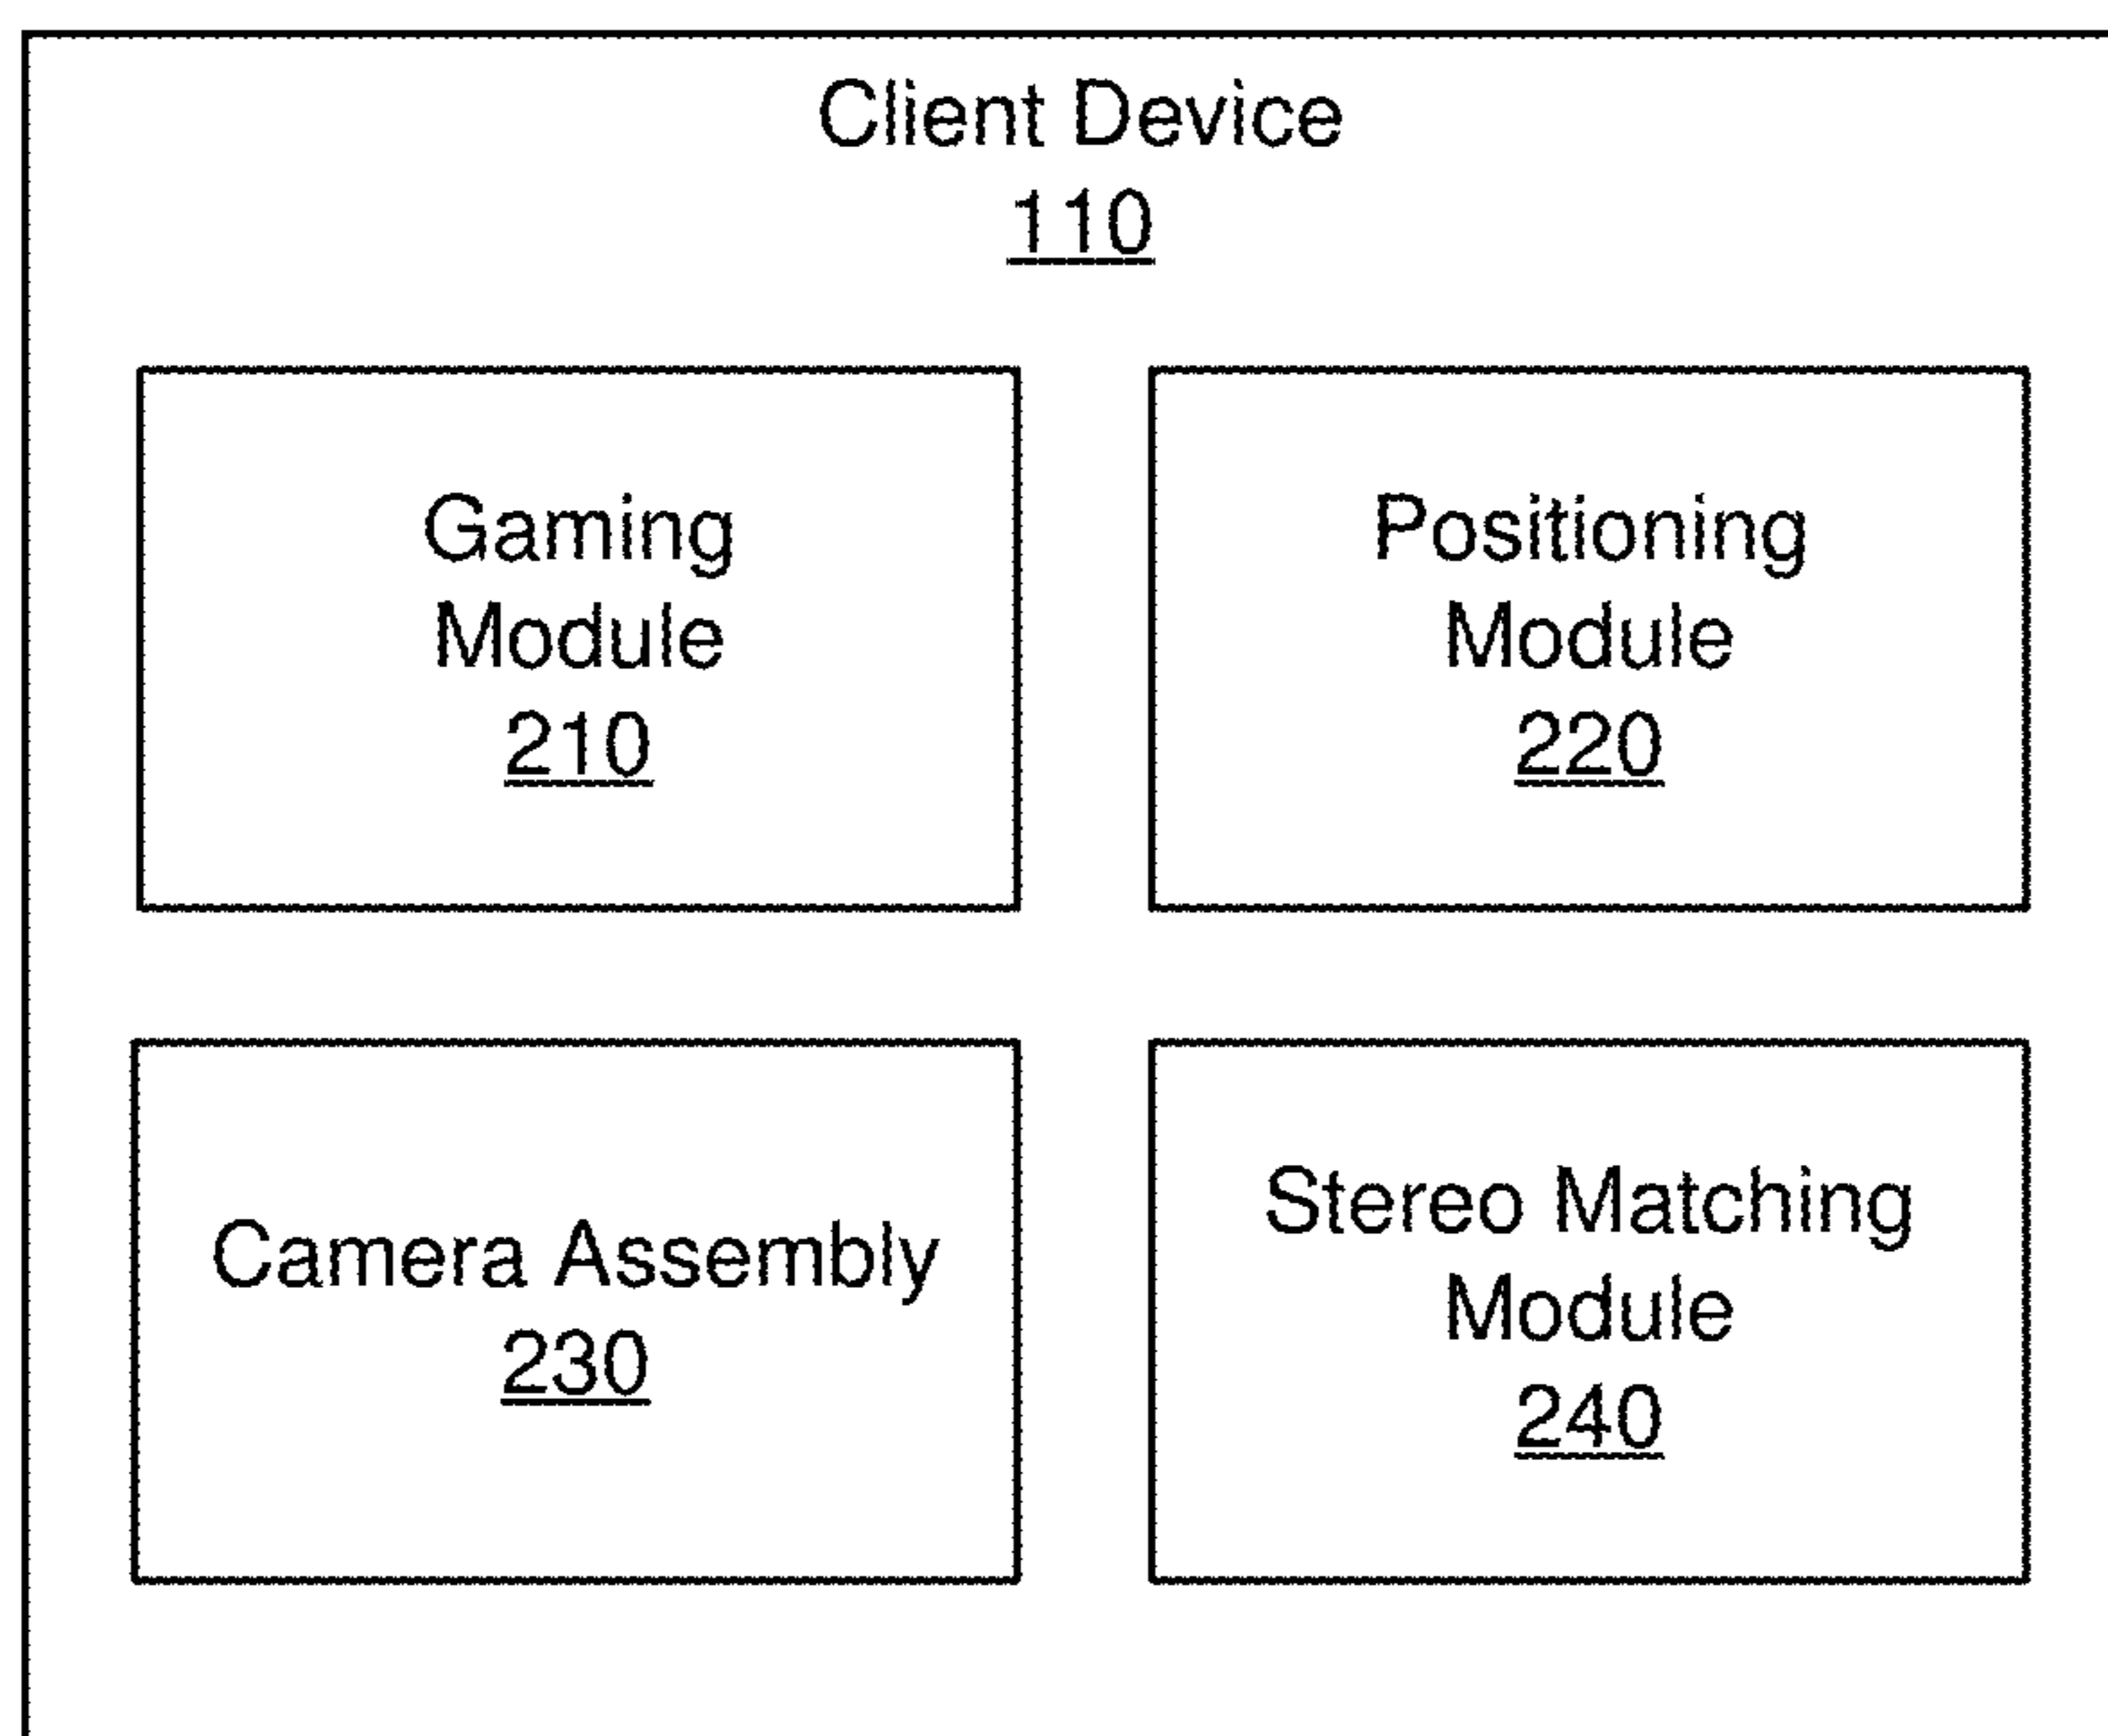 Client Device
110
Gaming
Module
210
Positioning
Module
220
Camera Assembly
230
Stereo Matching
Module
240